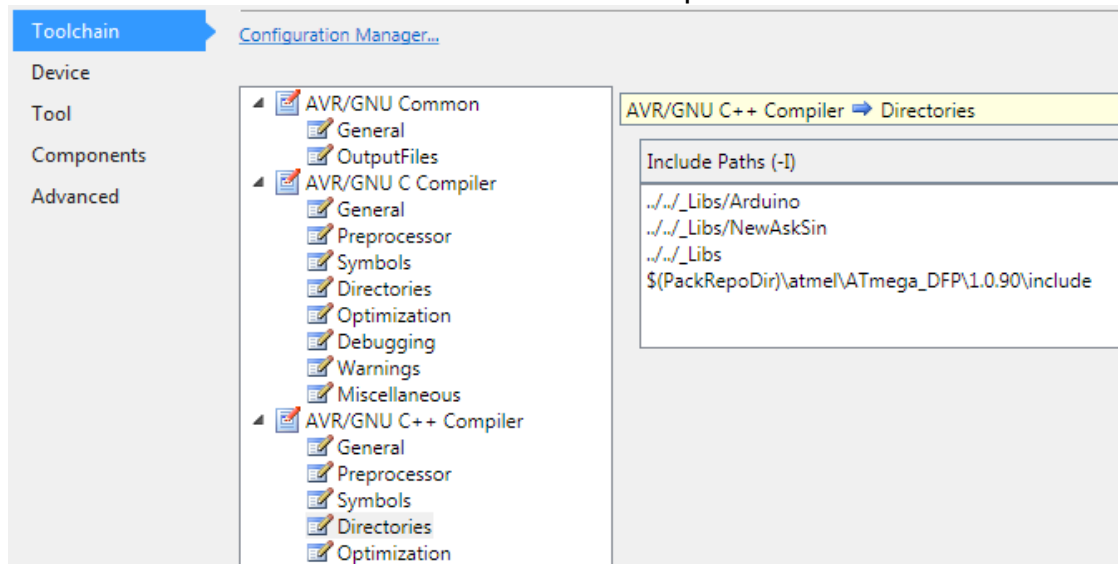 Toolchain
Device
Tool
Components
Advanced
Configuration Manager...
AVR/GNU Common
General
OutputFiles
AVR/GNU C Compiler
General
Preprocessor
Symbols
Directories
Optimization
Debugging
Warnings
Miscellaneous
AVR/GNU C++ Compiler
General
Preprocessor
Symbols
Directories
Optimization
AVR/GNU C++ Compiler ➡ Directories
Include Paths (-I)
../../_Libs/Arduino
../../_Libs/NewAskSin
../../_Libs
$(PackRepoDir)\atmel\ATmega_DFP\1.0.90\include